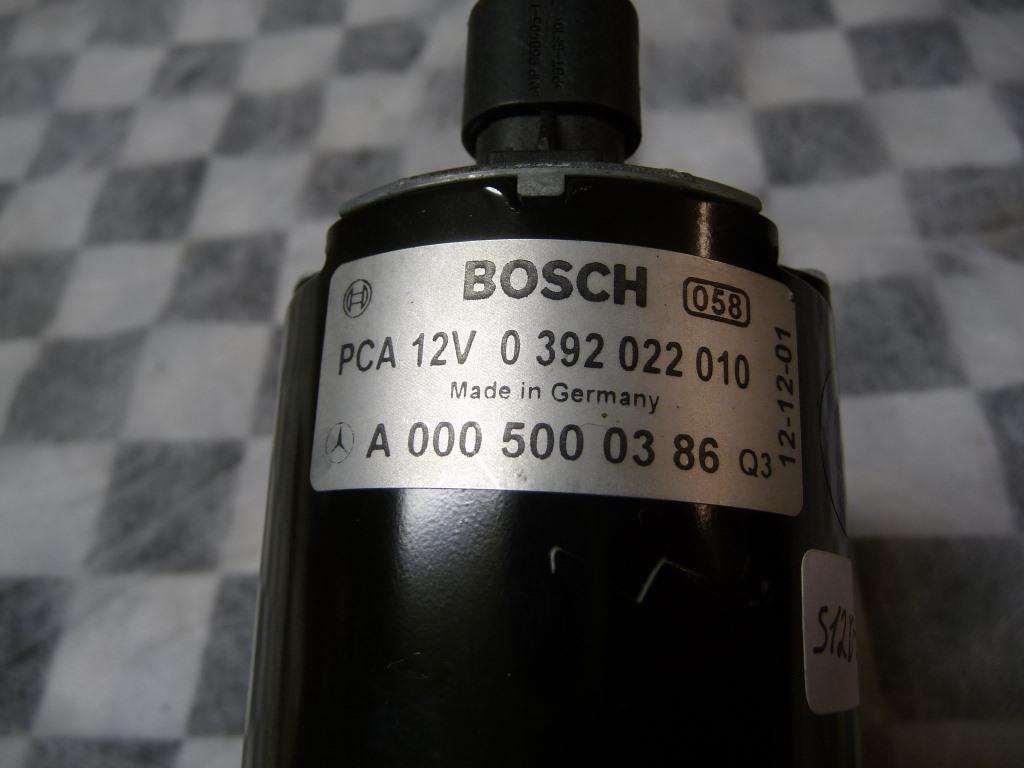 BOSCH 058
PCA 12V 0 392 022 010
Made in Germany
A 000 500 03 86 Q3
12-12-01